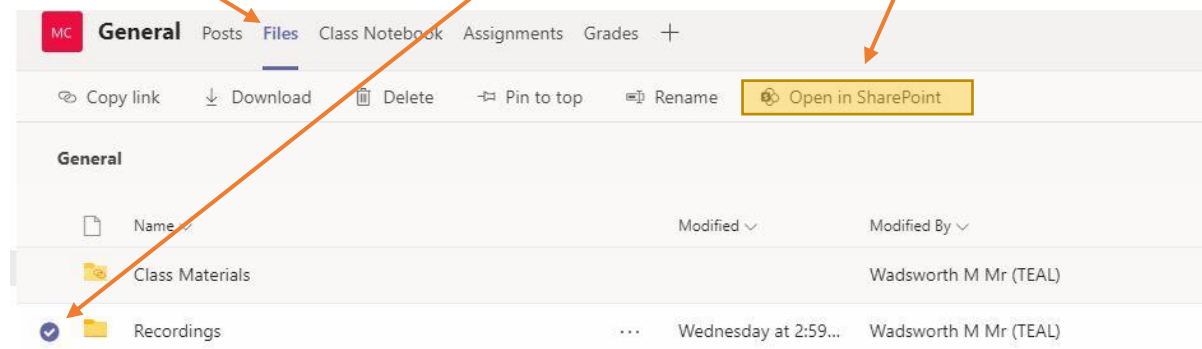 MC General Posts Files Class Notebook Assignments Grades +
Copy link Download Delete Pin to top Rename Open in SharePoint
General
Name Modified Modified By
Class Materials Wadsworth M Mr (TEAL)
Recordings ... Wednesday at 2:59... Wadsworth M Mr (TEAL)